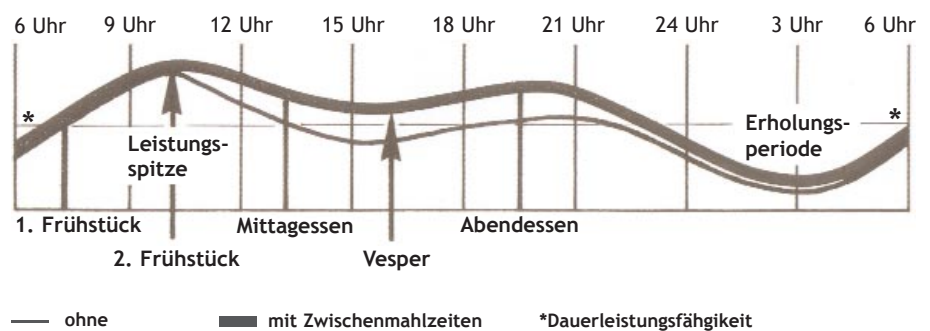 6 Uhr 9 Uhr 12 Uhr 15 Uhr 18 Uhr 21 Uhr 24 Uhr 3 Uhr 6 Uhr
* Leistungs-
spitze
Erholungs-
periode *
1. Frühstück Mittagessen Abendessen
2. Frühstück Vesper
ohne mit Zwischenmahlzeiten *Dauerleistungsfähgikeit